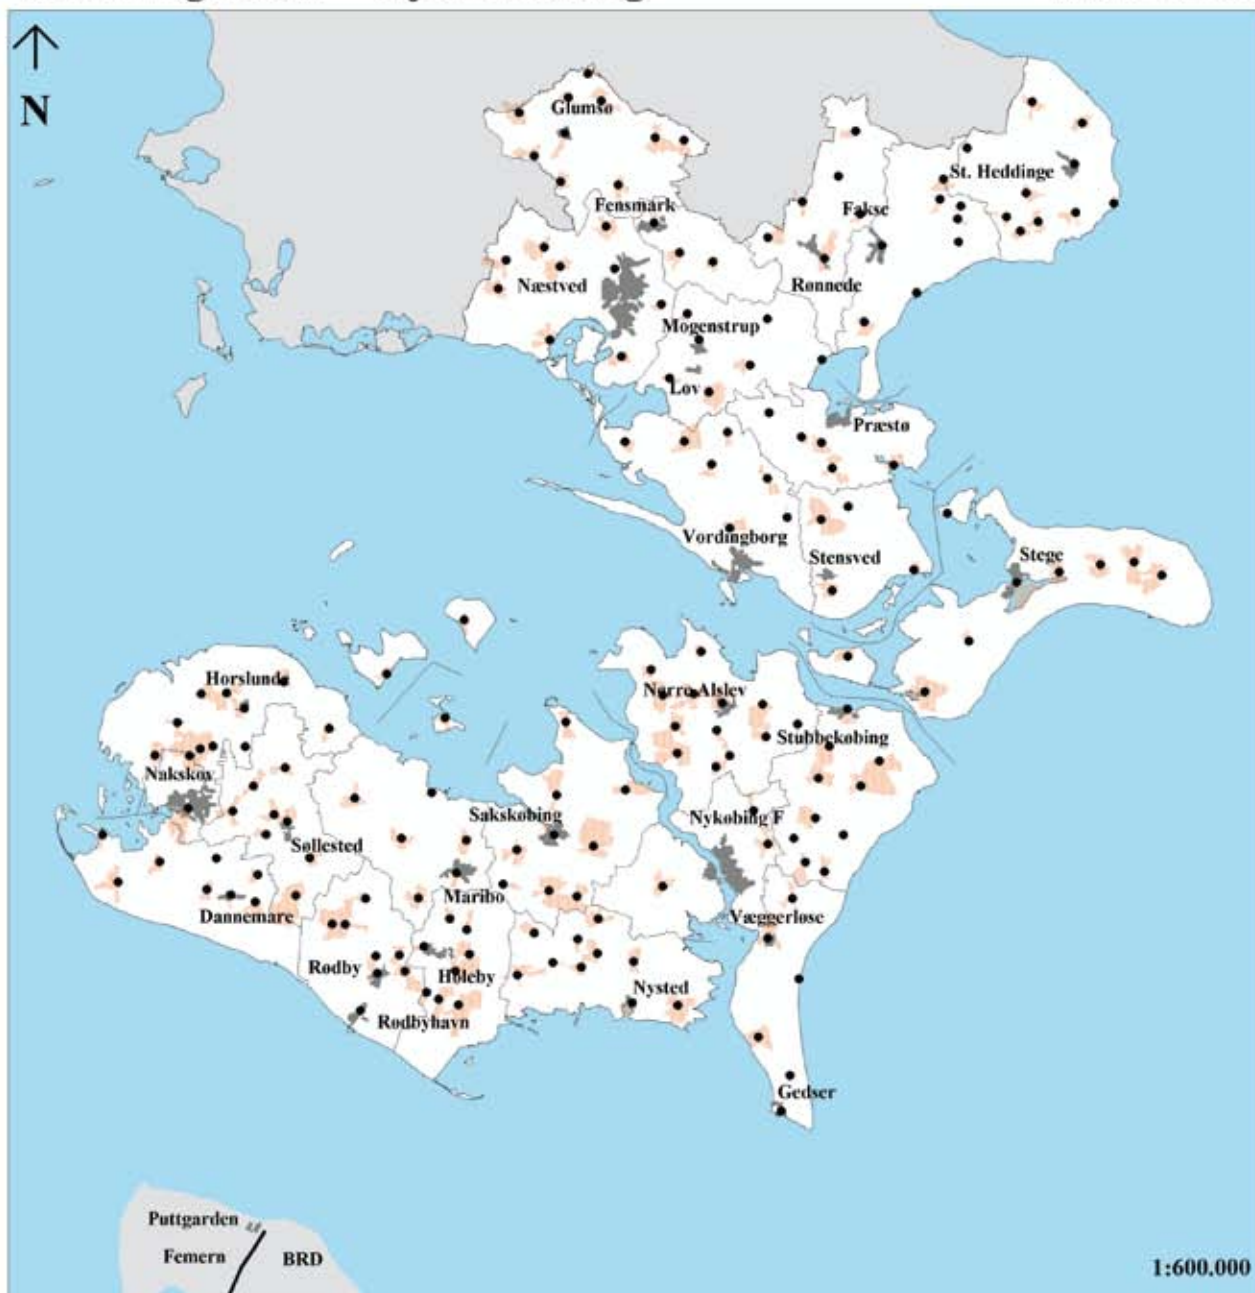 N
Glumsø
St. Heddinge
Fensmark
Fakse
Næstved
Rønnede
Mogenstrup
Lov
Præstø
Vordingborg
Stensved
Stege
Horslunde
Nørre Alslev
Stubbekøbing
Nakskov
Sakskøbing
Nykøbing F
Søllested
Maribo
Dannemare
Væggerløse
Rødby
Holeby
Nysted
Rødbyhavn
Gedser
Puttgarden
Femern
BRD
1:600.000